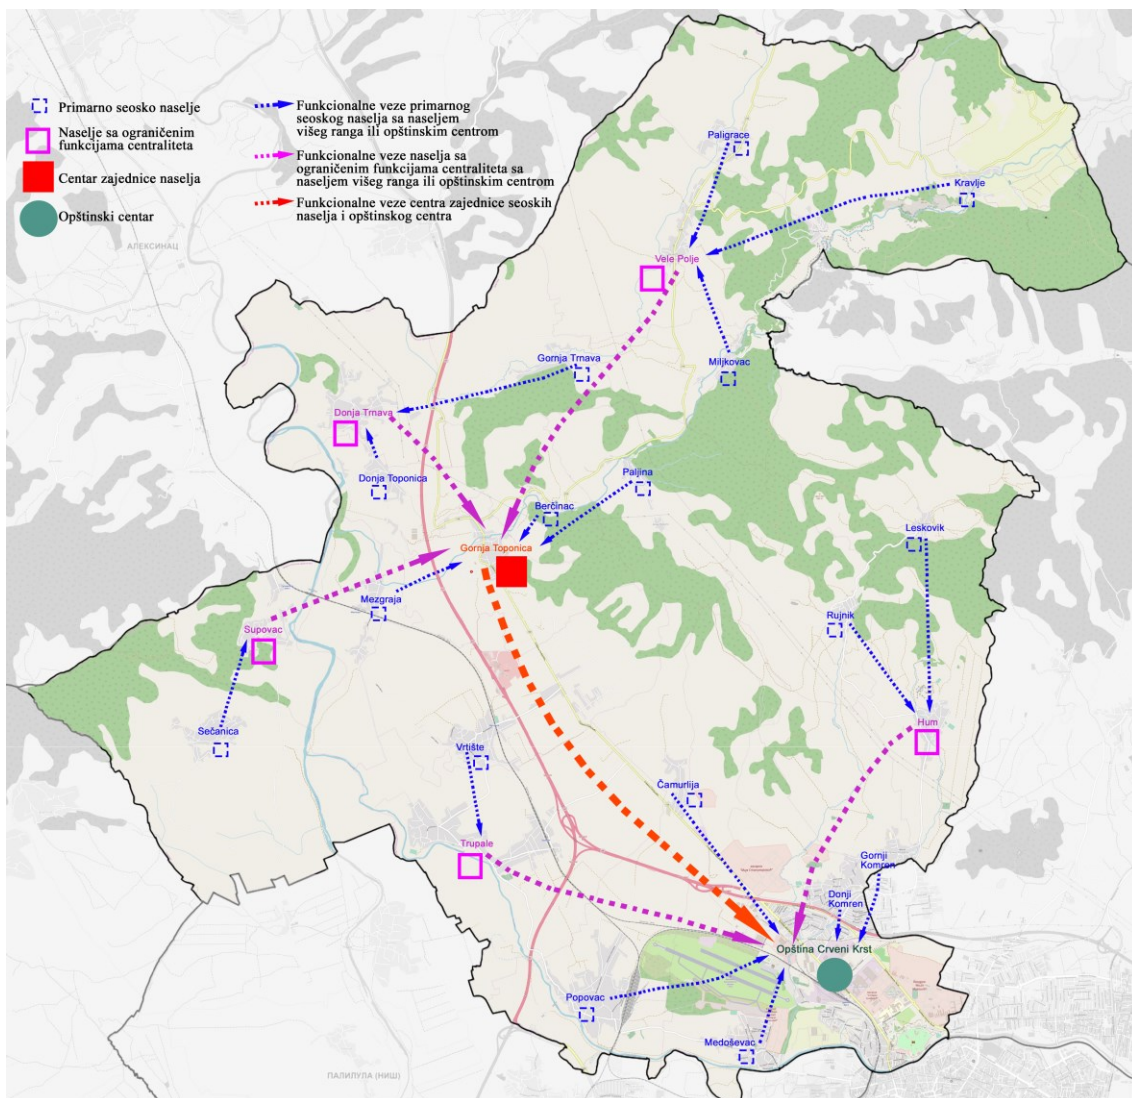 Primarno seosko naselje
Naselje sa ograničenim
funkcijama centraliteta
Centar zajednice naselja
Opštinski centar
Funkcionalne veze primarnog
seoskog naselja sa naseljem
višeg ranga ili opštinskim centrom
Funkcionalne veze naselja sa
ograničenim funkcijama centraliteta sa
naseljem višeg ranga ili opštinskim centrom
Funkcionalne veze centra zajednice seoskih
naselja i opštinskog centra
Paligrace
Kravlje
АЛЕКСИНАЦ
Vele Polje
Gornja Trnava
Miljkovac
Donja Trnava
Donja Toponica
Paljina
Berčinac
Leskovik
Gornja Toponica
Mezgraja
Rujnik
Supovac
Hum
Sečanica
Vrtište
Čamurlija
Trupale
Gornji
Komren
Donji
Komren
Opština Crveni Krst
Popovac
Medoševac
ПАЛИЛУЛА (НИШ)